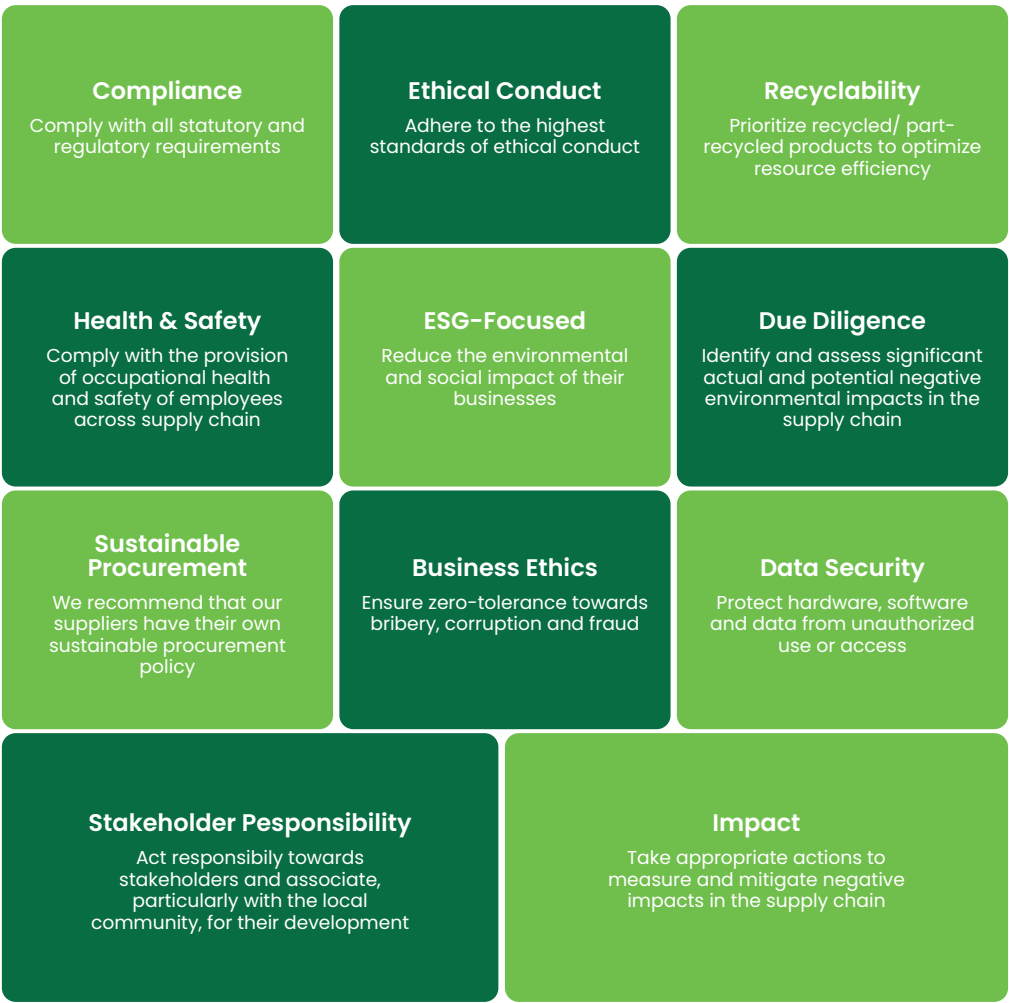 Compliance
Comply with all statutory and
regulatory requirements
Ethical Conduct
Adhere to the highest
standards of ethical conduct
Recyclability
Prioritize recycled/ part-
recycled products to optimize
resource efficiency
Health & Safety
Comply with the provision
of occupational health
and safety of employees
across supply chain
ESG-Focused
Reduce the environmental
and social impact of their
businesses
Due Diligence
Identify and assess significant
actual and potential negative
environmental impacts in the
supply chain
Sustainable
Procurement
We recommend that our
suppliers have their own
sustainable procurement
policy
Business Ethics
Ensure zero-tolerance towards
bribery, corruption and fraud
Data Security
Protect hardware, software
and data from unauthorized
use or access
Stakeholder Pesponsibility
Act responsibily towards
stakeholders and associate,
particularly with the local
community, for their development
Impact
Take appropriate actions to
measure and mitigate negative
impacts in the supply chain